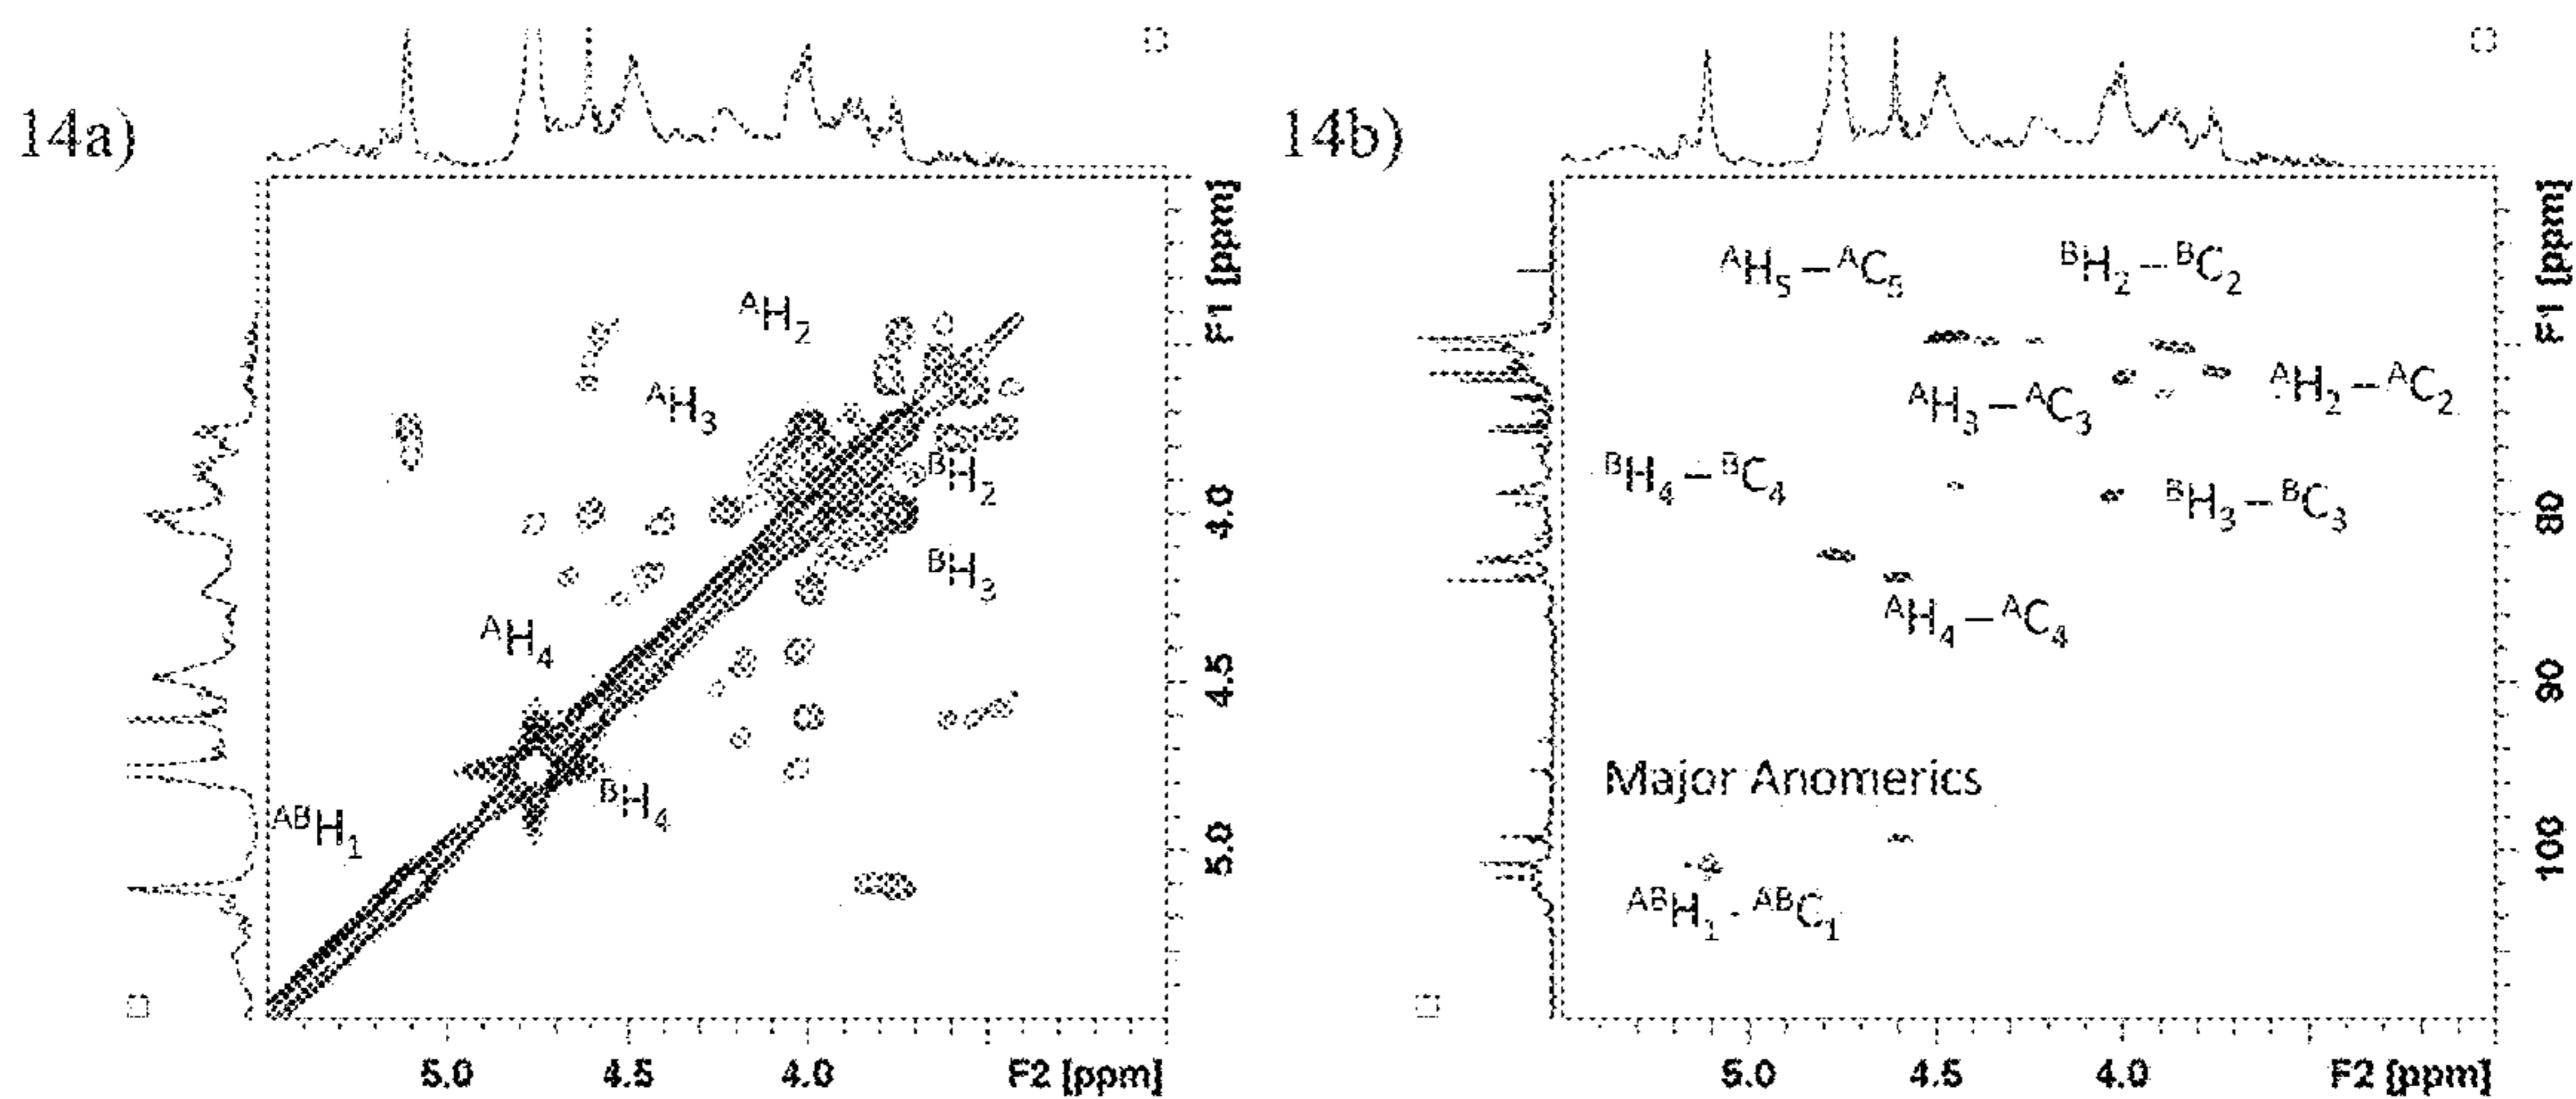 14a)
ᴬH₂
ᴬH₃
ᴮH₂
ᴮH₃
ᴬH₄
ᴮH₄
ᴬᴮH₁
F1 [ppm]
4.0
4.5
5.0
5.0 4.5 4.0 F2 [ppm]
14b)
ᴬH₅–ᴬC₅ ᴮH₂–ᴮC₂
ᴬH₃–ᴬC₃ ᴬH₂–ᴬC₂
ᴮH₄–ᴮC₄ ᴮH₃–ᴮC₃
ᴬH₄–ᴬC₄
Major Anomerics
ᴬᴮH₁-ᴬᴮC₁
F1 [ppm]
80
90
100
5.0 4.5 4.0 F2 [ppm]